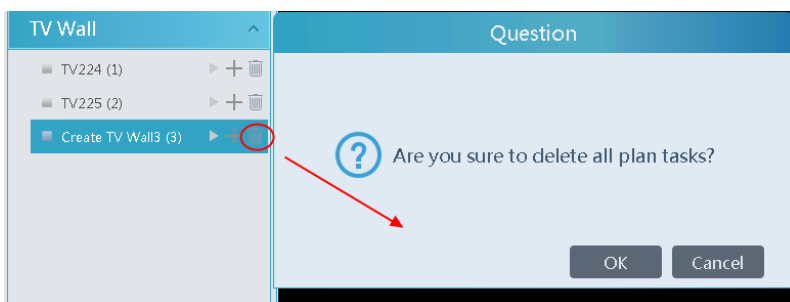 TV Wall
TV224 (1)
TV225 (2)
Create TV Wall3 (3)
Question
Are you sure to delete all plan tasks?
OK
Cancel